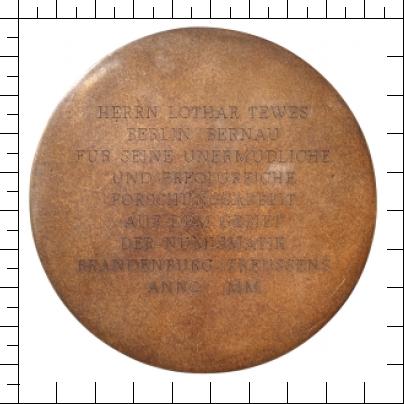 HERRN LOTHAR TEWES
BERLIN BERNAU
FÜR SEINE UNERMÜDLICHE
UND ERFOLGREICHE
FORSCHUNGSARBEIT
AUF DEM GEBIET
DER NUMISMATIK
BRANDENBURG PREUSSENS
ANNO MM